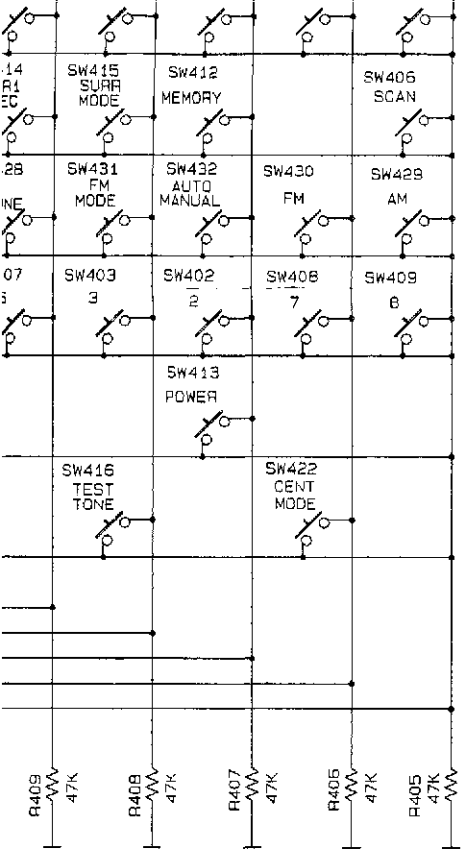 SW415
SURR
MODE
SW412
MEMORY
SW406
SCAN
SW431
FM
MODE
SW432
AUTO
MANUAL
SW430
FM
SW429
AM
SW403
3
SW402
2
SW408
7
SW409
8
SW413
POWER
SW416
TEST
TONE
SW422
CENT
MODE
R409
47K
R408
47K
R407
47K
R406
47K
R405
47K